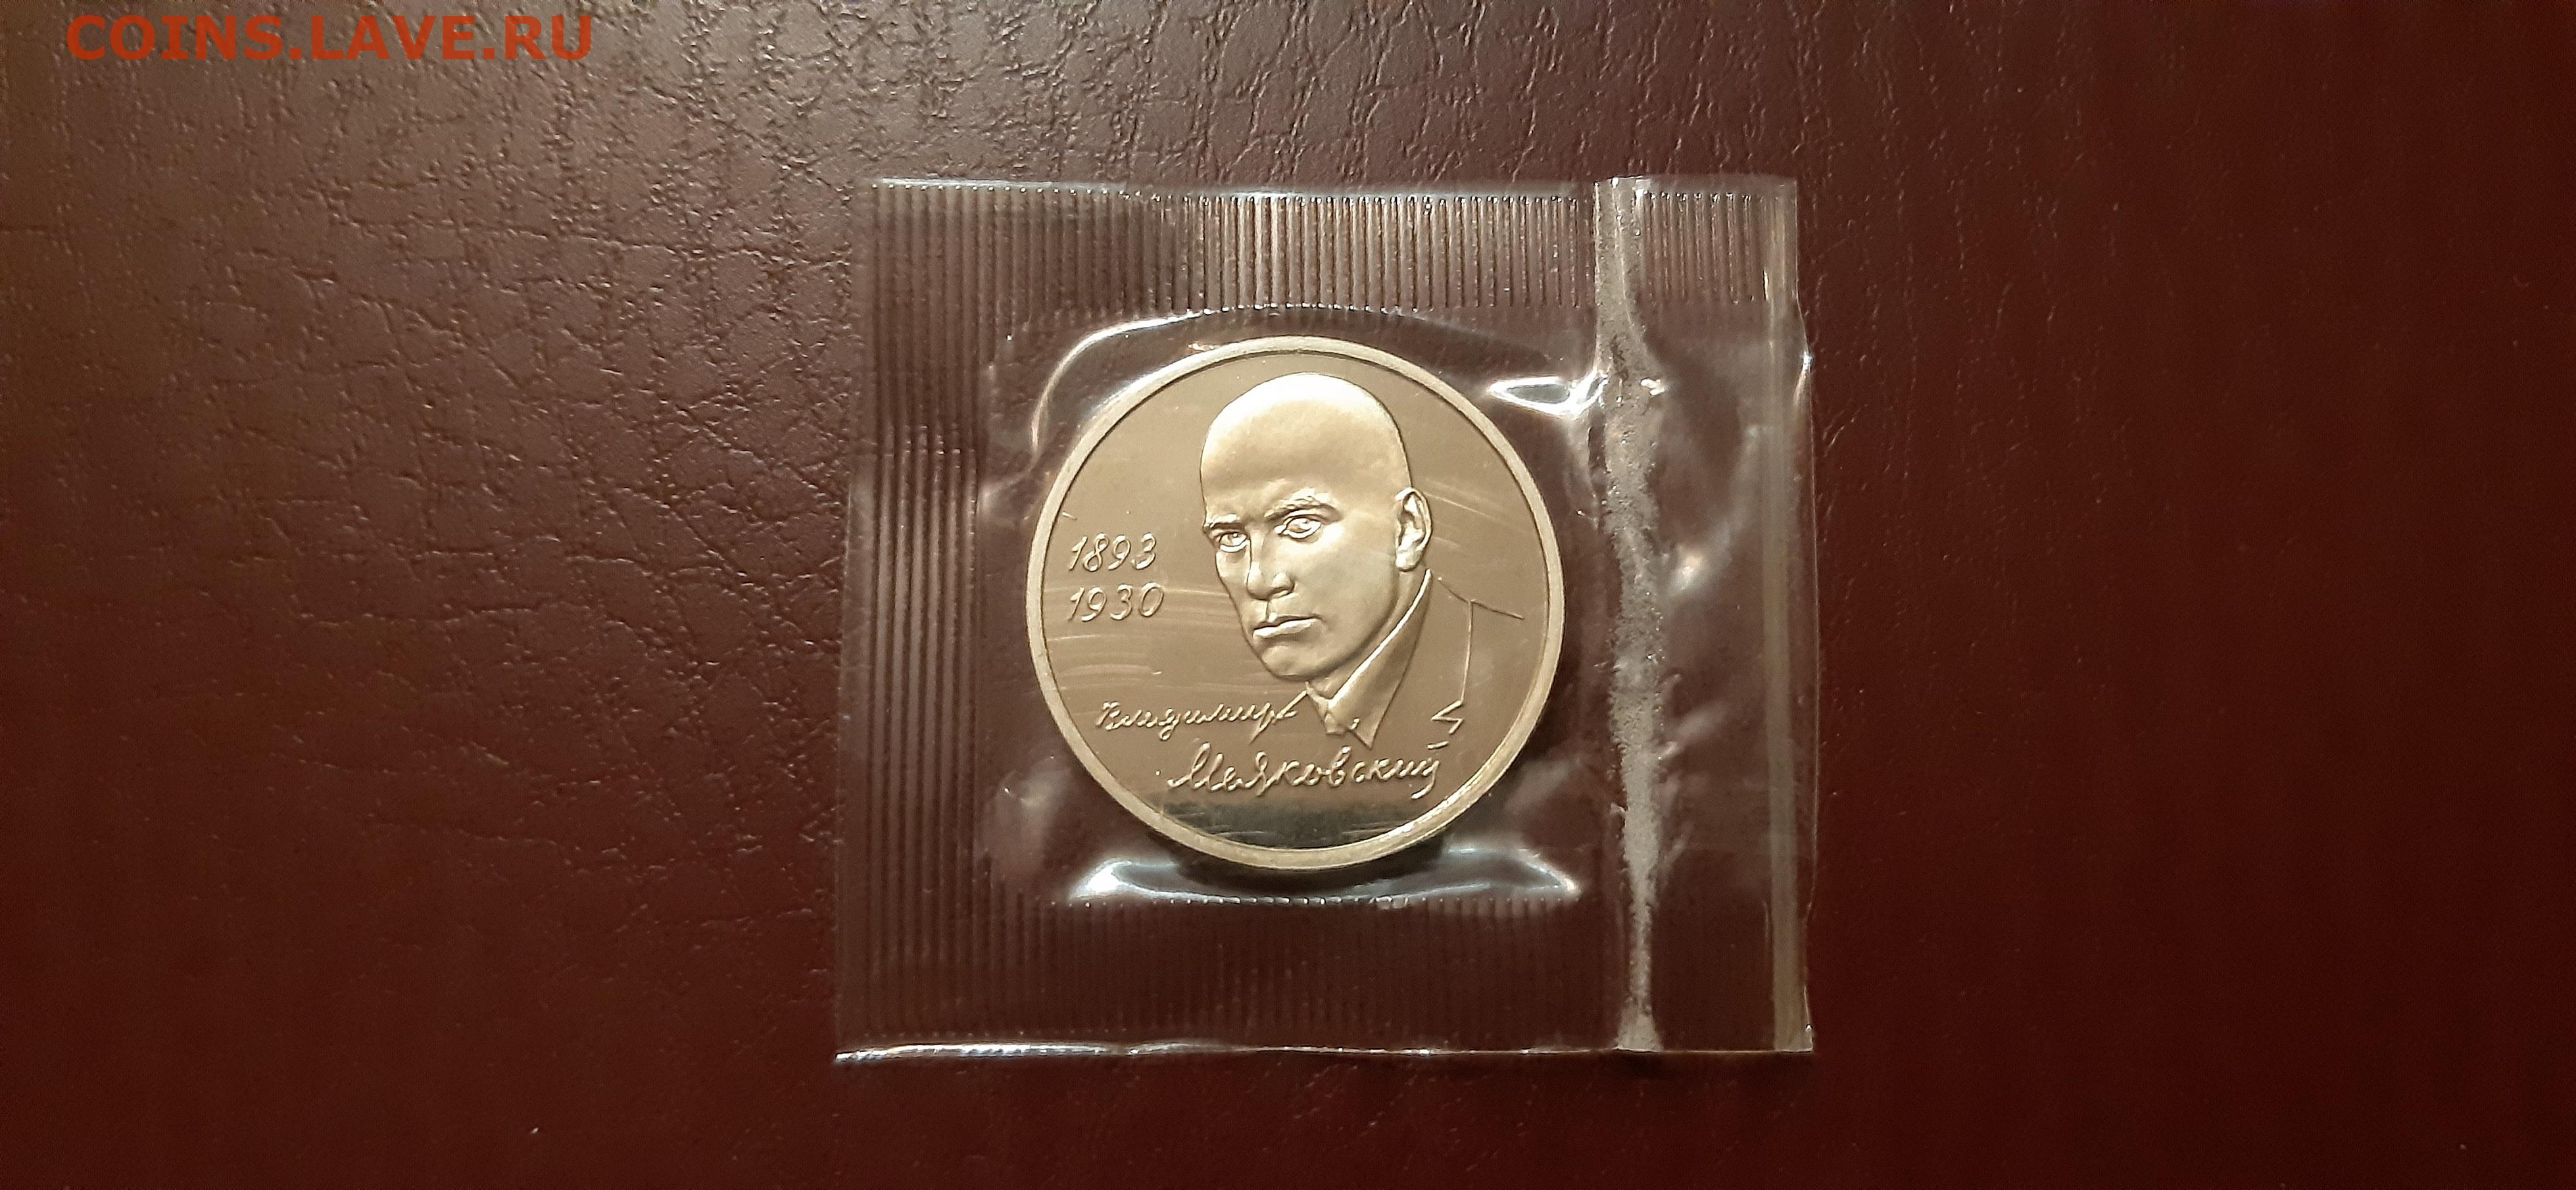 COINS.LAVE.RU
1893
1930
Владимир
Маяковский